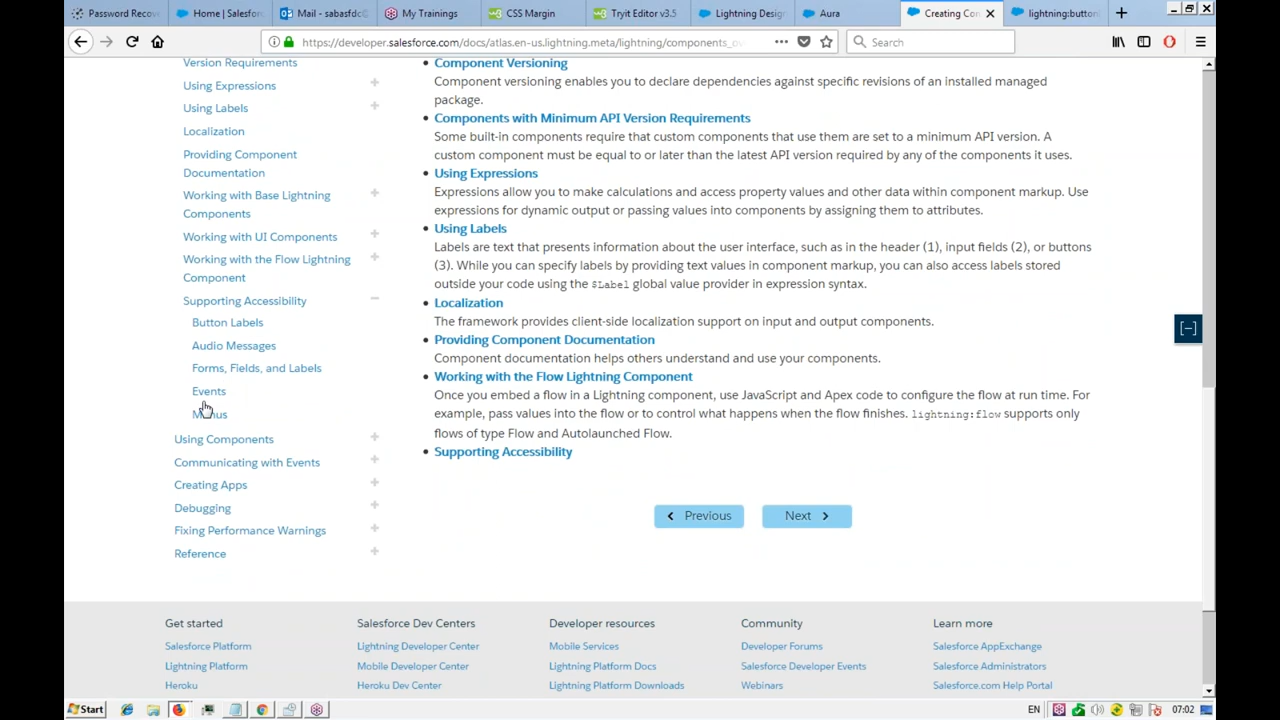 Password Recov
Home | Salesfor
Mail - sabasfdc@
My Trainings
CSS Margin
Tryit Editor v3.5
Lightning Design
Aura
Creating Con
lightning:button
https://developer.salesforce.com/docs/atlas.en-us.lightning.meta/lightning/components_ov
Search
Version Requirements
Using Expressions
Using Labels
Localization
Providing Component
Documentation
Working with Base Lightning
Components
Working with UI Components
Working with the Flow Lightning
Component
Supporting Accessibility
Button Labels
Audio Messages
Forms, Fields, and Labels
Events
Menus
Using Components
Communicating with Events
Creating Apps
Debugging
Fixing Performance Warnings
Reference
Component Versioning
Component versioning enables you to declare dependencies against specific revisions of an installed managed
package.
Components with Minimum API Version Requirements
Some built-in components require that custom components that use them are set to a minimum API version. A
custom component must be equal to or later than the latest API version required by any of the components it uses.
Using Expressions
Expressions allow you to make calculations and access property values and other data within component markup. Use
expressions for dynamic output or passing values into components by assigning them to attributes.
Using Labels
Labels are text that presents information about the user interface, such as in the header (1), input fields (2), or buttons
(3). While you can specify labels by providing text values in component markup, you can also access labels stored
outside your code using the $Label global value provider in expression syntax.
Localization
The framework provides client-side localization support on input and output components.
Providing Component Documentation
Component documentation helps others understand and use your components.
Working with the Flow Lightning Component
Once you embed a flow in a Lightning component, use JavaScript and Apex code to configure the flow at run time. For
example, pass values into the flow or to control what happens when the flow finishes. lightning:flow supports only
flows of type Flow and Autolaunched Flow.
Supporting Accessibility
Previous
Next
Get started
Salesforce Platform
Lightning Platform
Heroku
Salesforce Dev Centers
Lightning Developer Center
Mobile Developer Center
Heroku Dev Center
Developer resources
Mobile Services
Lightning Platform Docs
Lightning Platform Downloads
Community
Developer Forums
Salesforce Developer Events
Webinars
Learn more
Salesforce AppExchange
Salesforce Administrators
Salesforce.com Help Portal
Start
EN
07:02